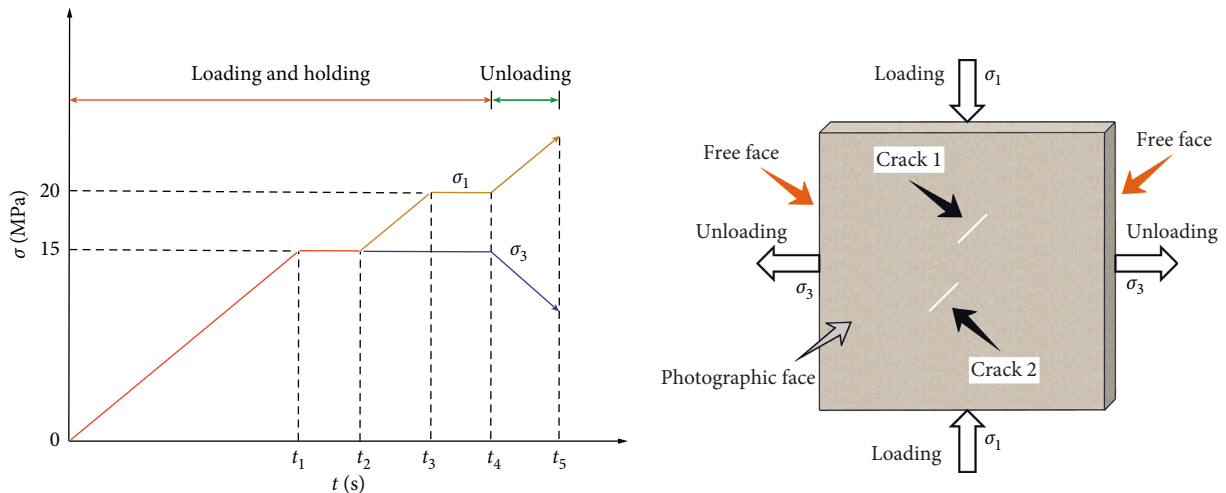 Loading and holding
Unloading
σ (MPa)
20
15
0
σ₁
σ₃
t₁
t₂
t₃
t₄
t₅
t (s)
Loading
σ₁
Free face
Crack 1
Free face
Unloading
Unloading
σ₃
σ₃
Photographic face
Crack 2
Loading
σ₁